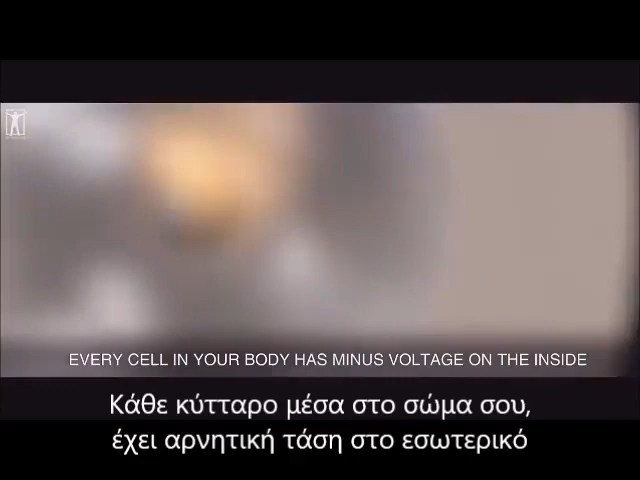 EVERY CELL IN YOUR BODY HAS MINUS VOLTAGE ON THE INSIDE
Κάθε κύτταρο μέσα στο σώμα σου,
έχει αρνητική τάση στο εσωτερικό